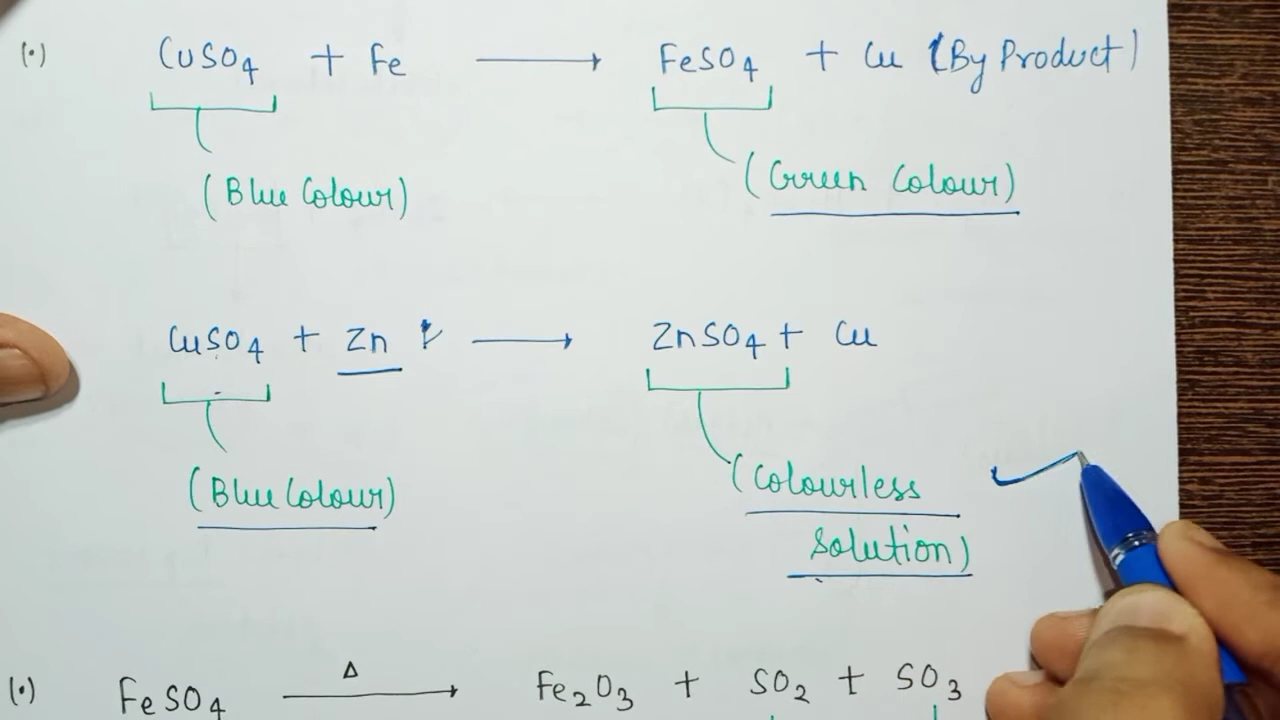 (•) CuSO₄ + Fe ⟶ FeSO₄ + Cu (By Product)
(Blue Colour) (Green Colour)
CuSO₄ + Zn ⟶ ZnSO₄ + Cu
(Blue Colour) (Colourless
Solution)
(•) FeSO₄ ⟶ Δ Fe₂O₃ + SO₂ + SO₃